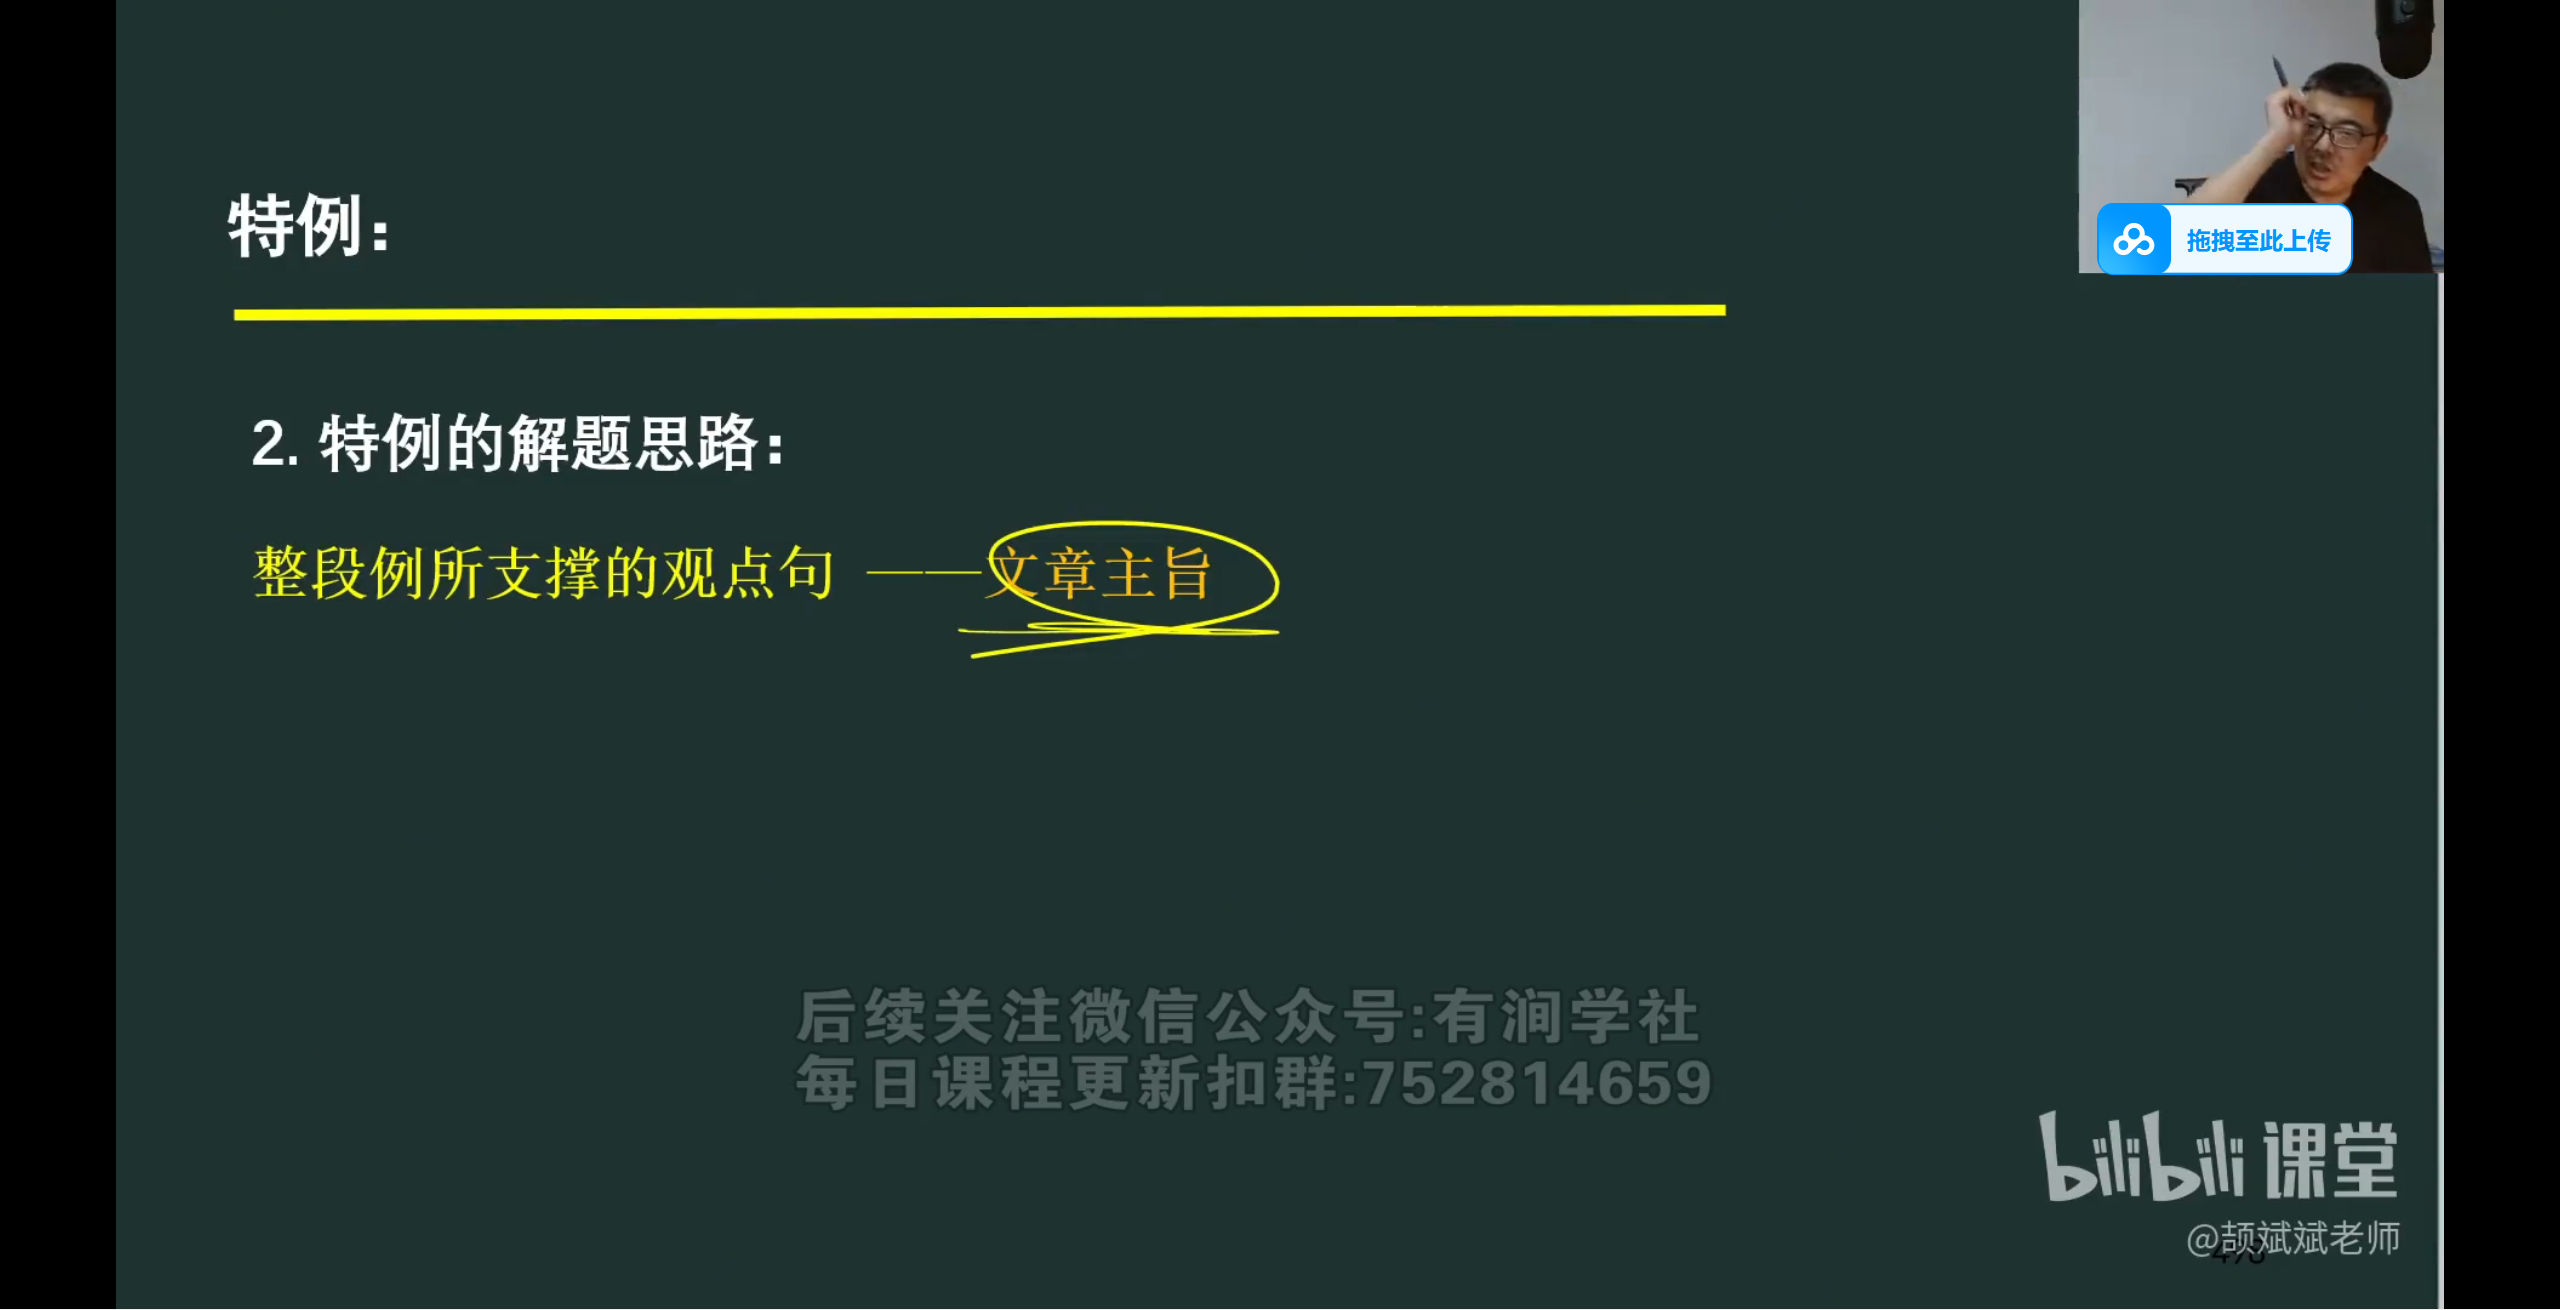 特例：
拖拽至此上传
2. 特例的解题思路：
整段例所支撑的观点句 ——文章主旨
后续关注微信公众号:有涧学社
每日课程更新扣群:752814659
bilibili 课堂
@颉斌斌老师